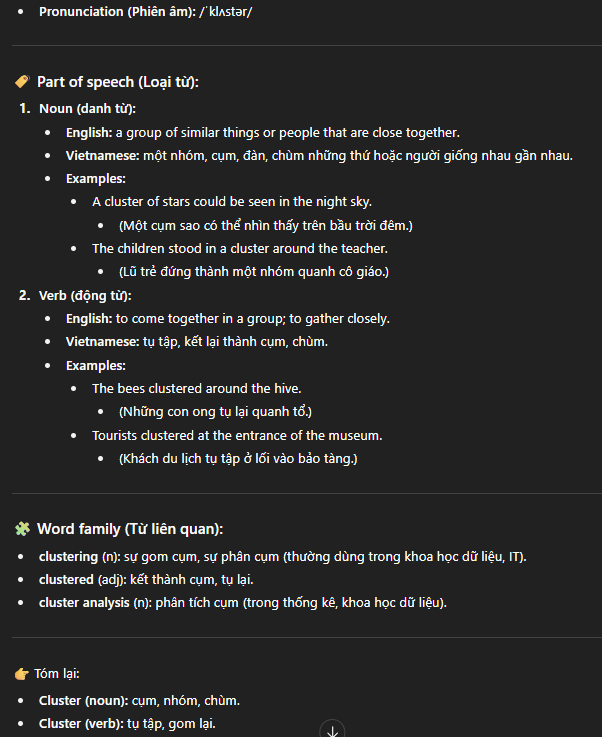 Pronunciation (Phiên âm): /ˈklʌstər/
Part of speech (Loại từ):
1. Noun (danh từ):
English: a group of similar things or people that are close together.
Vietnamese: một nhóm, cụm, đàn, chùm những thứ hoặc người giống nhau gần nhau.
Examples:
A cluster of stars could be seen in the night sky.
(Một cụm sao có thể nhìn thấy trên bầu trời đêm.)
The children stood in a cluster around the teacher.
(Lũ trẻ đứng thành một nhóm quanh cô giáo.)
2. Verb (động từ):
English: to come together in a group; to gather closely.
Vietnamese: tụ tập, kết lại thành cụm, chùm.
Examples:
The bees clustered around the hive.
(Những con ong tụ lại quanh tổ.)
Tourists clustered at the entrance of the museum.
(Khách du lịch tụ tập ở lối vào bảo tàng.)
Word family (Từ liên quan):
clustering (n): sự gom cụm, sự phân cụm (thường dùng trong khoa học dữ liệu, IT).
clustered (adj): kết thành cụm, tụ lại.
cluster analysis (n): phân tích cụm (trong thống kê, khoa học dữ liệu).
Tóm lại:
Cluster (noun): cụm, nhóm, chùm.
Cluster (verb): tụ tập, gom lại.